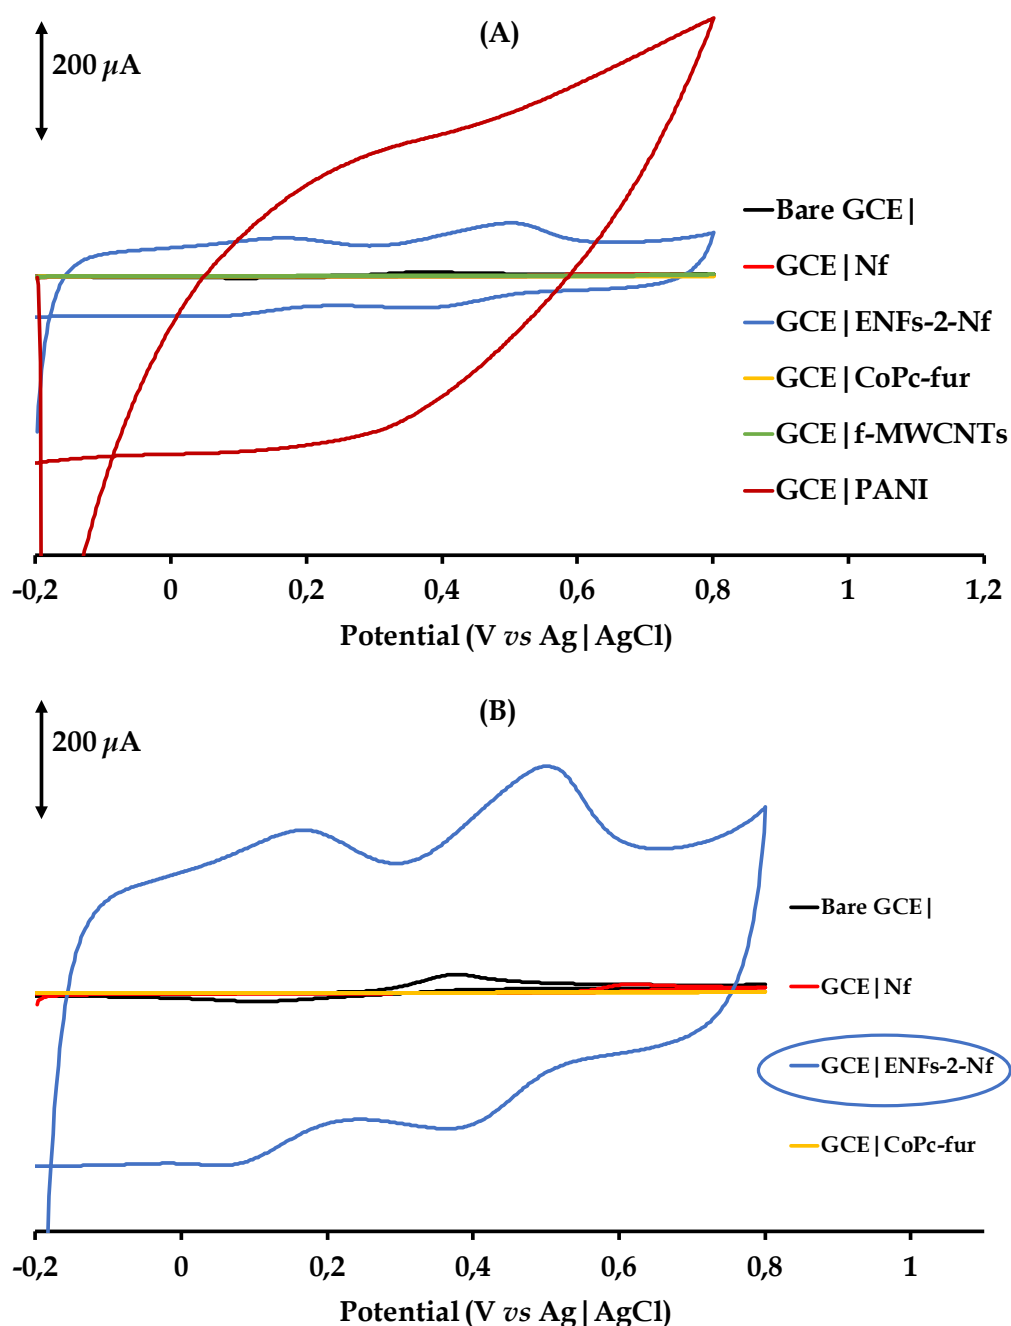 (A)
200 µA
Bare GCE|
GCE|Nf
GCE|ENFs-2-Nf
GCE|CoPc-fur
GCE|f-MWCNTs
GCE|PANI
-0,2 0 0,2 0,4 0,6 0,8 1 1,2
Potential (V vs Ag|AgCl)
(B)
200 µA
Bare GCE|
GCE|Nf
GCE|ENFs-2-Nf
GCE|CoPc-fur
-0,2 0 0,2 0,4 0,6 0,8 1
Potential (V vs Ag|AgCl)